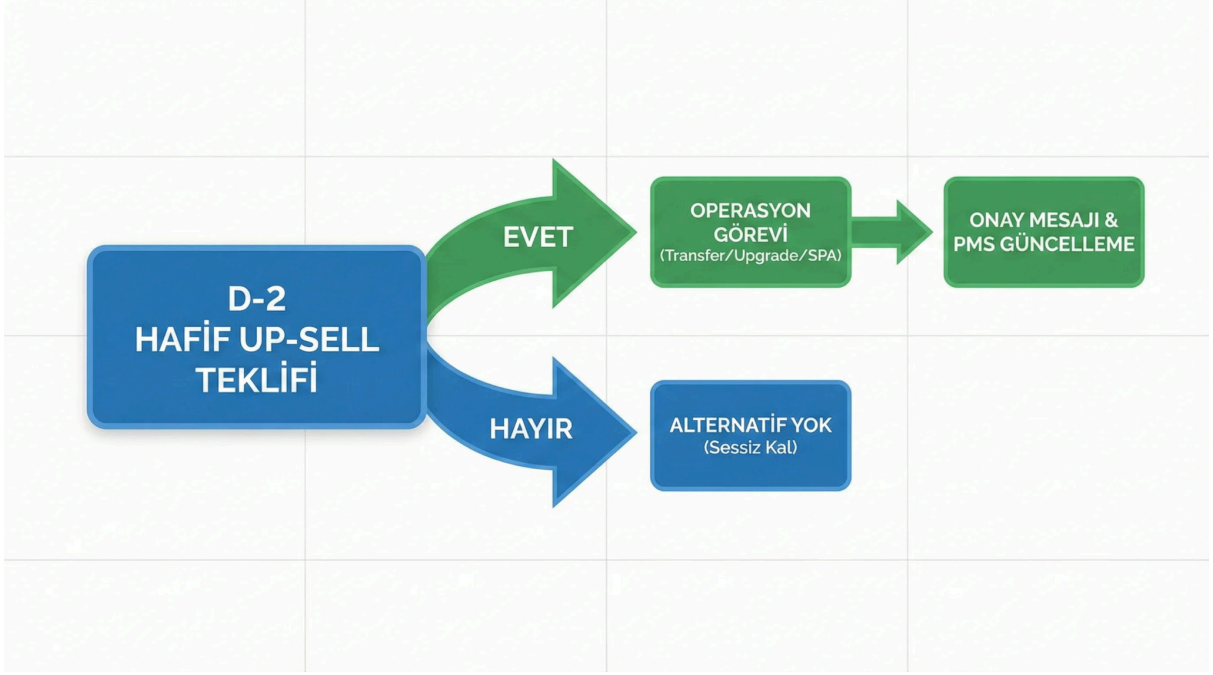 D-2
HAFİF UP-SELL
TEKLİFİ
EVET
OPERASYON
GÖREVİ
(Transfer/Upgrade/SPA)
ONAY MESAJI &
PMS GÜNCELLEME
HAYIR
ALTERNATİF YOK
(Sessiz Kal)